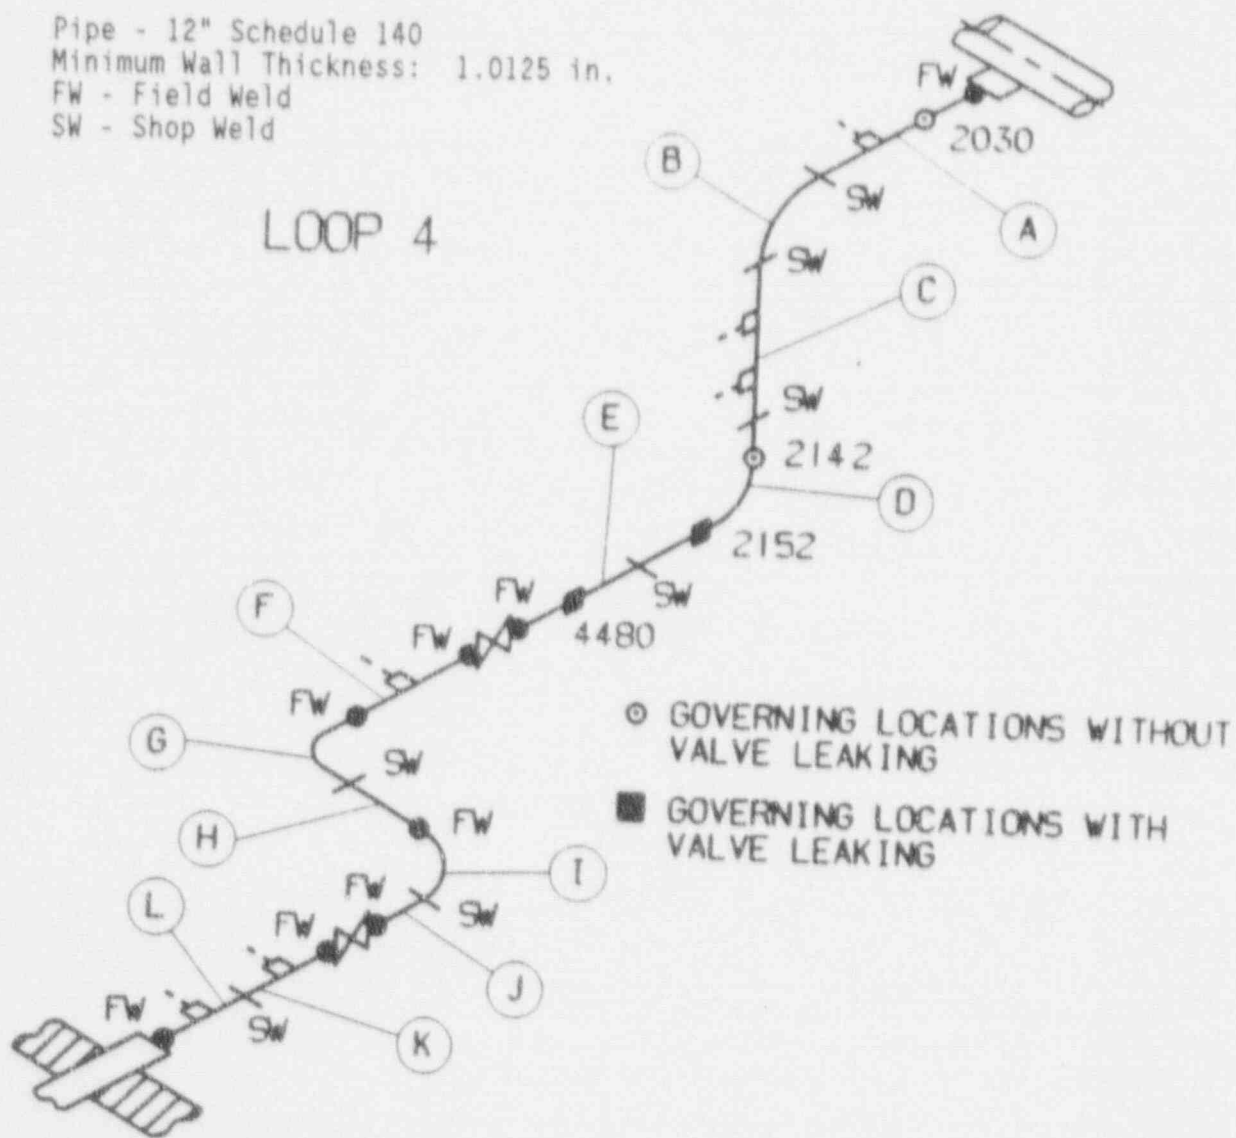 Pipe - 12" Schedule 140
Minimum Wall Thickness: 1.0125 in.
FW - Field Weld
SW - Shop Weld
LOOP 4
FW
2030
B
SW
A
SW
C
SW
E
2142
D
2152
SW
F
FW
4480
FW
FW
G
SW
⊙ GOVERNING LOCATIONS WITHOUT
VALVE LEAKING
■ GOVERNING LOCATIONS WITH
VALVE LEAKING
H
FW
I
L
FW
SW
FW
J
FW
SW
K